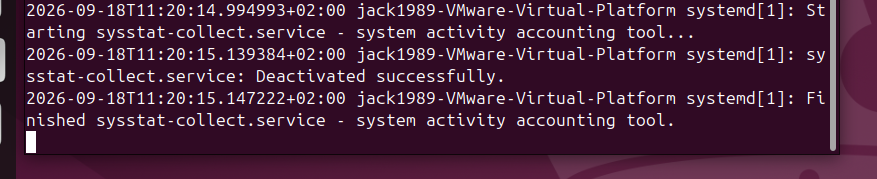 2026-09-18T11:20:14.994993+02:00 jack1989-VMware-Virtual-Platform systemd[1]: St
arting sysstat-collect.service - system activity accounting tool...
2026-09-18T11:20:15.139384+02:00 jack1989-VMware-Virtual-Platform systemd[1]: sy
sstat-collect.service: Deactivated successfully.
2026-09-18T11:20:15.147222+02:00 jack1989-VMware-Virtual-Platform systemd[1]: Fi
nished sysstat-collect.service - system activity accounting tool.